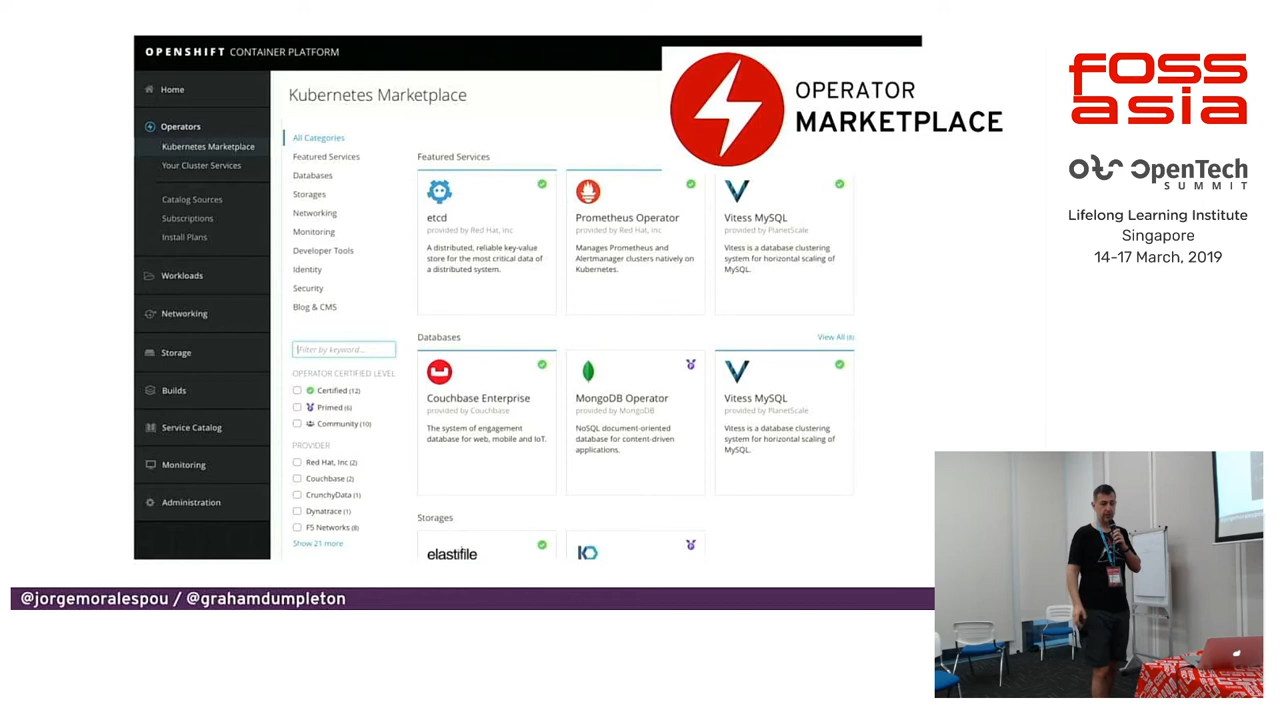 OPENSHIFT CONTAINER PLATFORM
Home
Operators
Kubernetes Marketplace
Your Cluster Services
Catalog Sources
Subscriptions
Install Plans
Workloads
Networking
Storage
Builds
Service Catalog
Monitoring
Administration
Kubernetes Marketplace
All Categories
Featured Services
Databases
Storages
Networking
Monitoring
Developer Tools
Identity
Security
Blog & CMS
Filter by keyword...
OPERATOR CERTIFIED LEVEL
Certified (12)
Primed (6)
Community (10)
PROVIDER
Red Hat, Inc (2)
Couchbase (2)
CrunchyData (1)
Dynatrace (1)
F5 Networks (8)
Show 21 more
OPERATOR
MARKETPLACE
Featured Services
etcd
provided by Red Hat, Inc
A distributed, reliable key-value
store for the most critical data of
a distributed system.
Prometheus Operator
provided by Red Hat, Inc
Manages Prometheus and
Alertmanager clusters natively on
Kubernetes.
Vitess MySQL
provided by PlanetScale
Vitess is a database clustering
system for horizontal scaling of
MySQL.
Databases
View All (8)
Couchbase Enterprise
provided by Couchbase
The system of engagement
database for web, mobile and IoT.
MongoDB Operator
provided by MongoDB
NoSQL document-oriented
database for content-driven
applications.
Vitess MySQL
provided by PlanetScale
Vitess is a database clustering
system for horizontal scaling of
MySQL.
Storages
elastifile
@jorgemoralespou / @grahamdumpleton
FOSS
ASIA
OpenTech
SUMMIT
Lifelong Learning Institute
Singapore
14-17 March, 2019